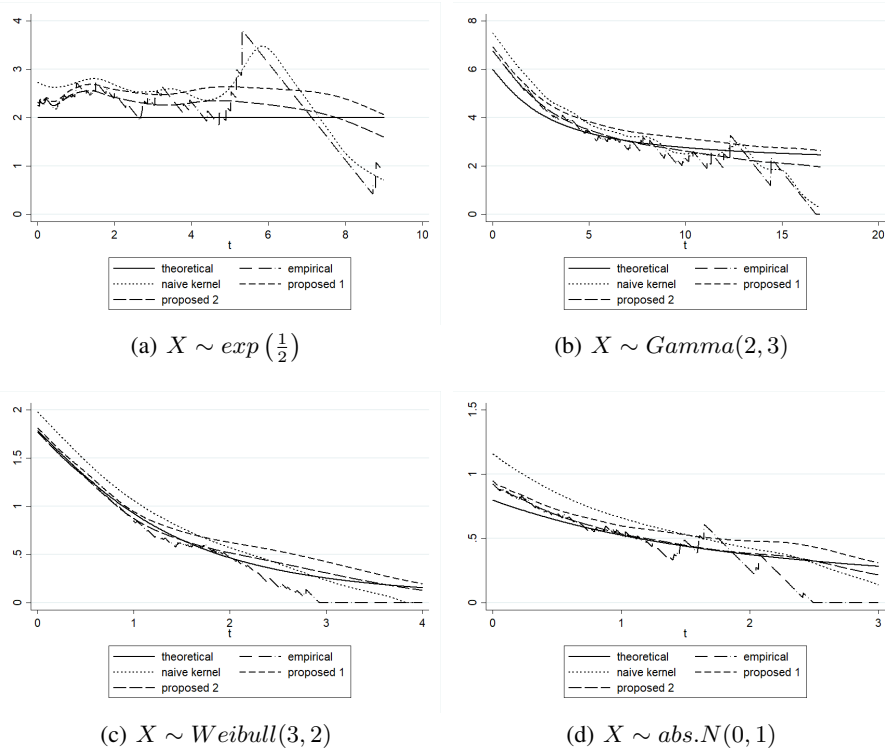 4
3
2
1
0
0 2 4 6 8 10
t
theoretical empirical
naive kernel proposed 1
proposed 2
(a) X ∼ exp (1/2)
8
6
4
2
0
0 5 10 15 20
t
theoretical empirical
naive kernel proposed 1
proposed 2
(b) X ∼ Gamma(2, 3)
2
1.5
1
.5
0
0 1 2 3 4
t
theoretical empirical
naive kernel proposed 1
proposed 2
(c) X ∼ Weibull(3, 2)
1.5
1
.5
0
0 1 2 3
t
theoretical empirical
naive kernel proposed 1
proposed 2
(d) X ∼ abs.N(0, 1)